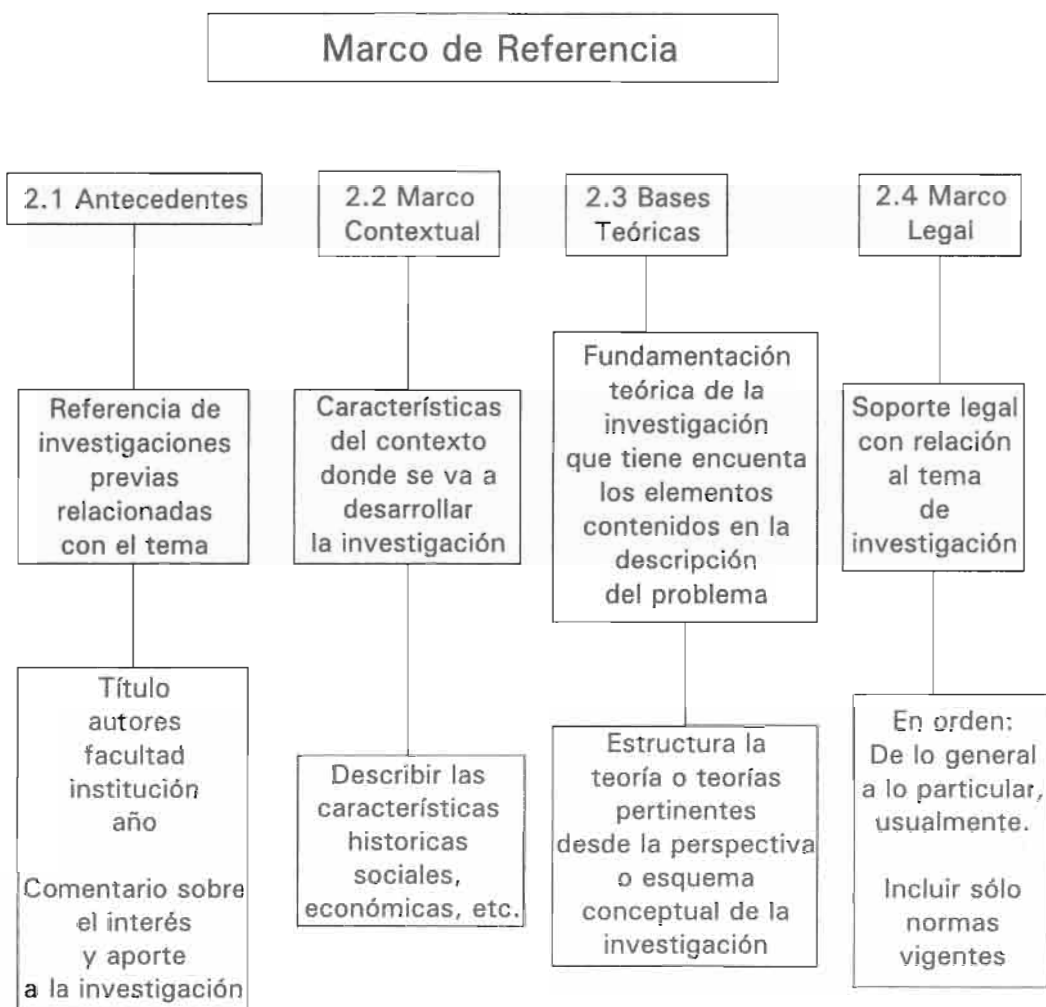 Marco de Referencia
2.1 Antecedentes
Referencia de
investigaciones
previas
relacionadas
con el tema
Título
autores
facultad
institución
año
Comentario sobre
el interés
y aporte
a la investigación
2.2 Marco
Contextual
Características
del contexto
donde se va a
desarrollar
la investigación
Describir las
características
historicas
sociales,
económicas, etc.
2.3 Bases
Teóricas
Fundamentación
teórica de la
investigación
que tiene encuenta
los elementos
contenidos en la
descripción
del problema
Estructura la
teoría o teorías
pertinentes
desde la perspectiva
o esquema
conceptual de la
investigación
2.4 Marco
Legal
Soporte legal
con relación
al tema
de
investigación
En orden:
De lo general
a lo particular,
usualmente.
Incluir sólo
normas
vigentes